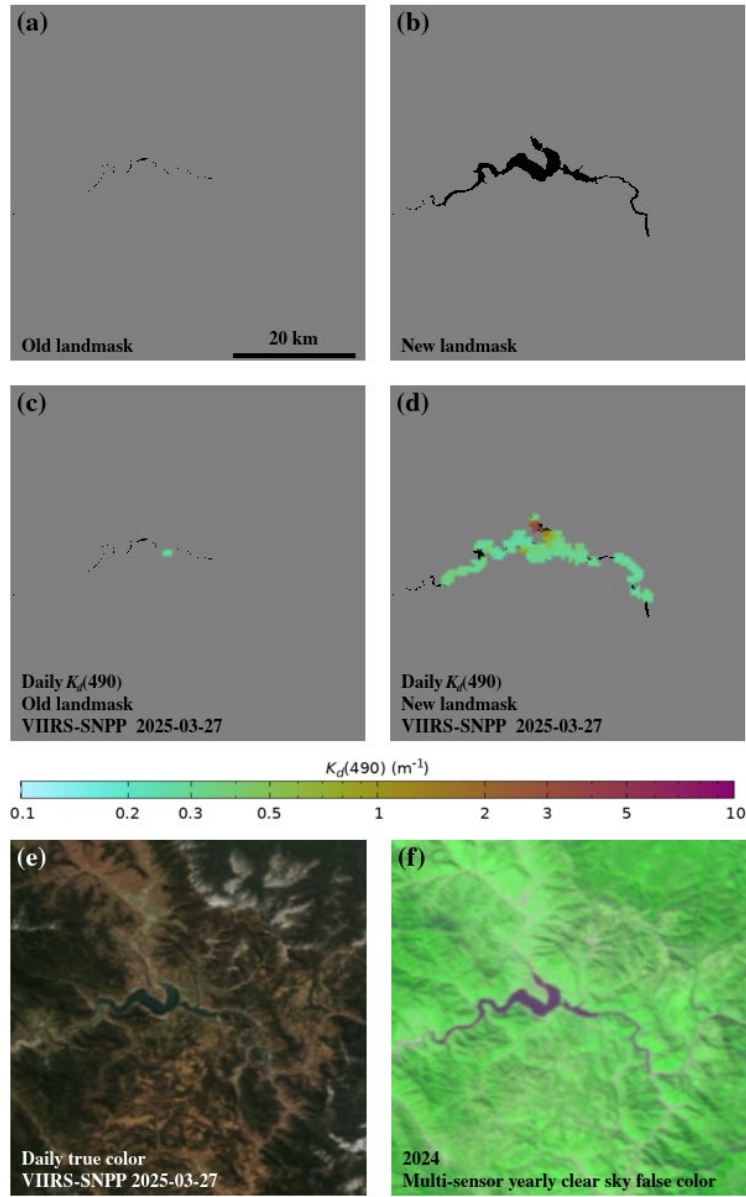 (a)
Old landmask
20 km
(b)
New landmask
(c)
Daily Kd(490)
Old landmask
VIIRS-SNPP 2025-03-27
(d)
Daily Kd(490)
New landmask
VIIRS-SNPP 2025-03-27
Kd(490) (m-1)
0.1 0.2 0.3 0.5 1 2 3 5 10
(e)
Daily true color
VIIRS-SNPP 2025-03-27
(f)
2024
Multi-sensor yearly clear sky false color